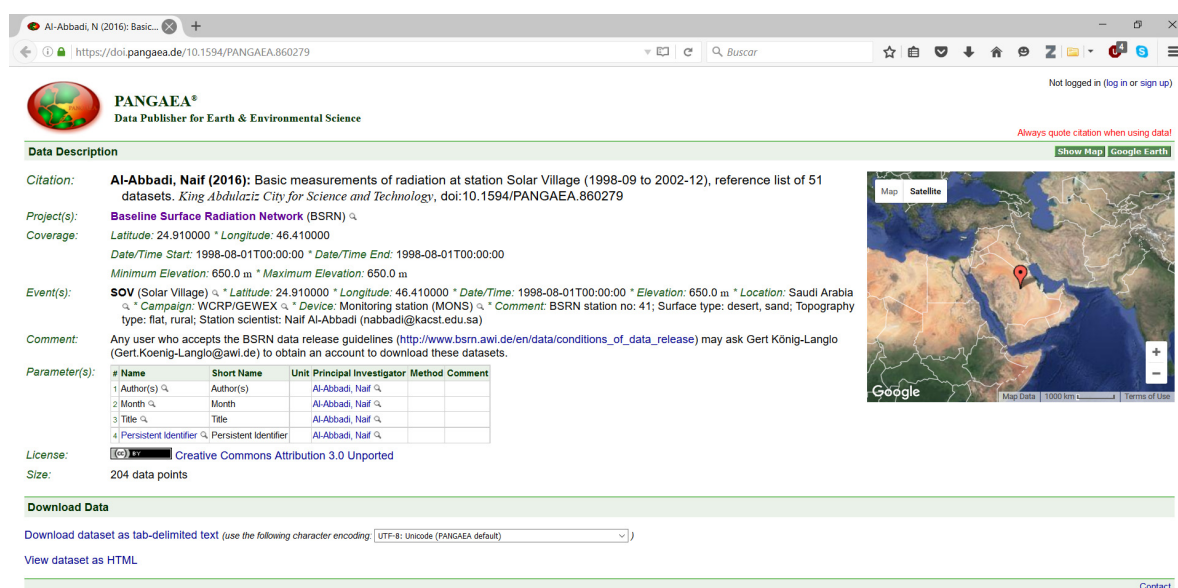 Al-Abbadi, N (2016): Basic...
https://doi.pangaea.de/10.1594/PANGAEA.860279
Buscar
4
Not logged in (log in or sign up)
PANGAEA®
Data Publisher for Earth & Environmental Science
Always quote citation when using data!
Data Description
Show Map Google Earth
Citation: Al-Abbadi, Naif (2016): Basic measurements of radiation at station Solar Village (1998-09 to 2002-12), reference list of 51
datasets. King Abdulaziz City for Science and Technology, doi:10.1594/PANGAEA.860279
Project(s): Baseline Surface Radiation Network (BSRN)
Coverage: Latitude: 24.910000 * Longitude: 46.410000
Date/Time Start: 1998-08-01T00:00:00 * Date/Time End: 1998-08-01T00:00:00
Minimum Elevation: 650.0 m * Maximum Elevation: 650.0 m
Event(s): SOV (Solar Village) * Latitude: 24.910000 * Longitude: 46.410000 * Date/Time: 1998-08-01T00:00:00 * Elevation: 650.0 m * Location: Saudi Arabia
* Campaign: WCRP/GEWEX * Device: Monitoring station (MONS) * Comment: BSRN station no: 41; Surface type: desert, sand; Topography
type: flat, rural; Station scientist: Naif Al-Abbadi (nabbadi@kacst.edu.sa)
Comment: Any user who accepts the BSRN data release guidelines (http://www.bsrn.awi.de/en/data/conditions_of_data_release) may ask Gert König-Langlo
(Gert.Koenig-Langlo@awi.de) to obtain an account to download these datasets.
Parameter(s): # Name Short Name Unit Principal Investigator Method Comment
1 Author(s) Author(s) Al-Abbadi, Naif
2 Month Month Al-Abbadi, Naif
3 Title Title Al-Abbadi, Naif
4 Persistent Identifier Persistent Identifier Al-Abbadi, Naif
License: (cc) BY Creative Commons Attribution 3.0 Unported
Size: 204 data points
Map Satellite
+
−
Google
Map Data 1000 km Terms of Use
Download Data
Download dataset as tab-delimited text (use the following character encoding: UTF-8: Unicode (PANGAEA default) )
View dataset as HTML
Contact